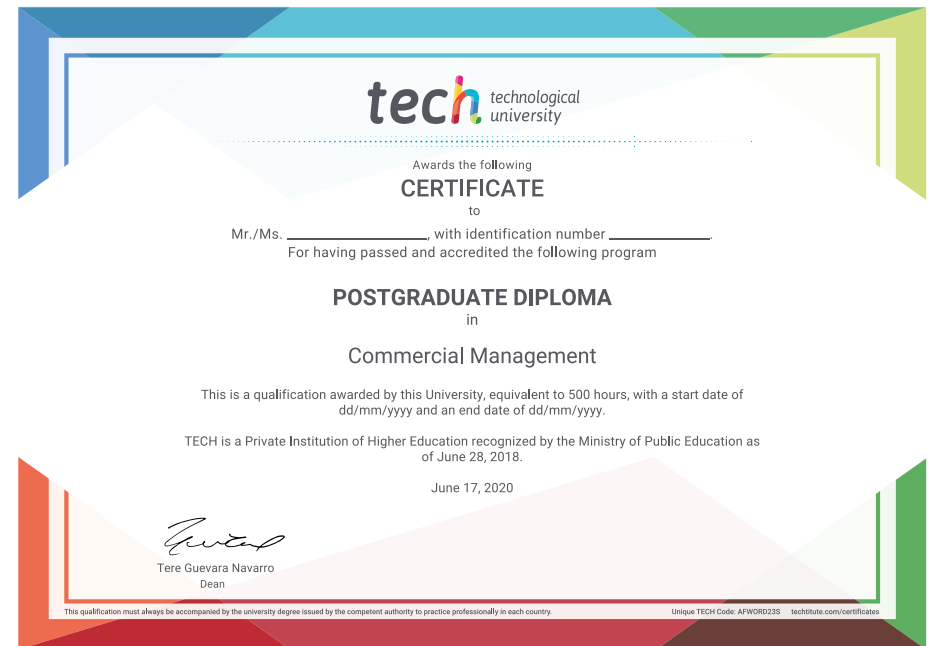 tech technological
university
Awards the following
CERTIFICATE
to
Mr./Ms. ____________________, with identification number ______________.
For having passed and accredited the following program
POSTGRADUATE DIPLOMA
in
Commercial Management
This is a qualification awarded by this University, equivalent to 500 hours, with a start date of
dd/mm/yyyy and an end date of dd/mm/yyyy.
TECH is a Private Institution of Higher Education recognized by the Ministry of Public Education as
of June 28, 2018.
June 17, 2020
Tere Guevara Navarro
Dean
This qualification must always be accompanied by the university degree issued by the competent authority to practice professionally in each country.
Unique TECH Code: AFWORD23S techtitute.com/certificates